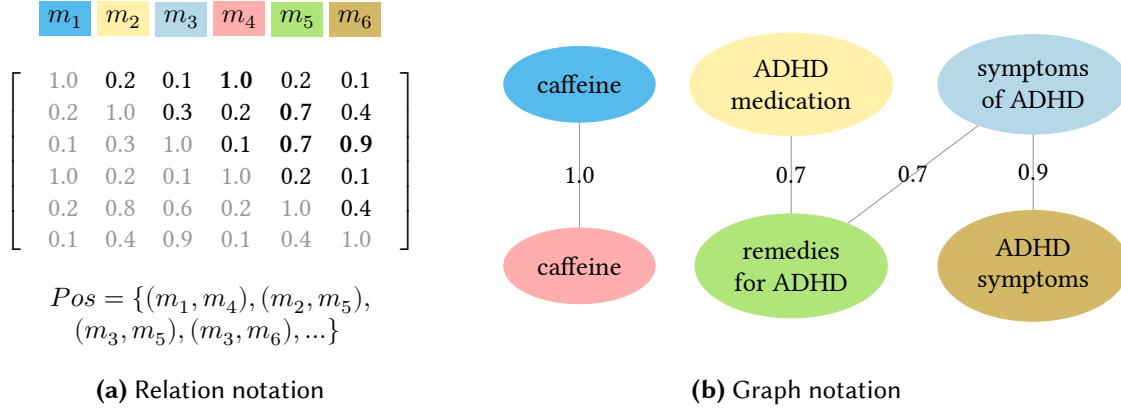 m₁ m₂ m₃ m₄ m₅ m₆
1.0 0.2 0.1 1.0 0.2 0.1
0.2 1.0 0.3 0.2 0.7 0.4
0.1 0.3 1.0 0.1 0.7 0.9
1.0 0.2 0.1 1.0 0.2 0.1
0.2 0.8 0.6 0.2 1.0 0.4
0.1 0.4 0.9 0.1 0.4 1.0
Pos = {(m₁, m₄), (m₂, m₅),
(m₃, m₅), (m₃, m₆), ...}
(a) Relation notation
caffeine
ADHD
medication
symptoms
of ADHD
1.0
0.7
0.7
0.9
caffeine
remedies
for ADHD
ADHD
symptoms
(b) Graph notation